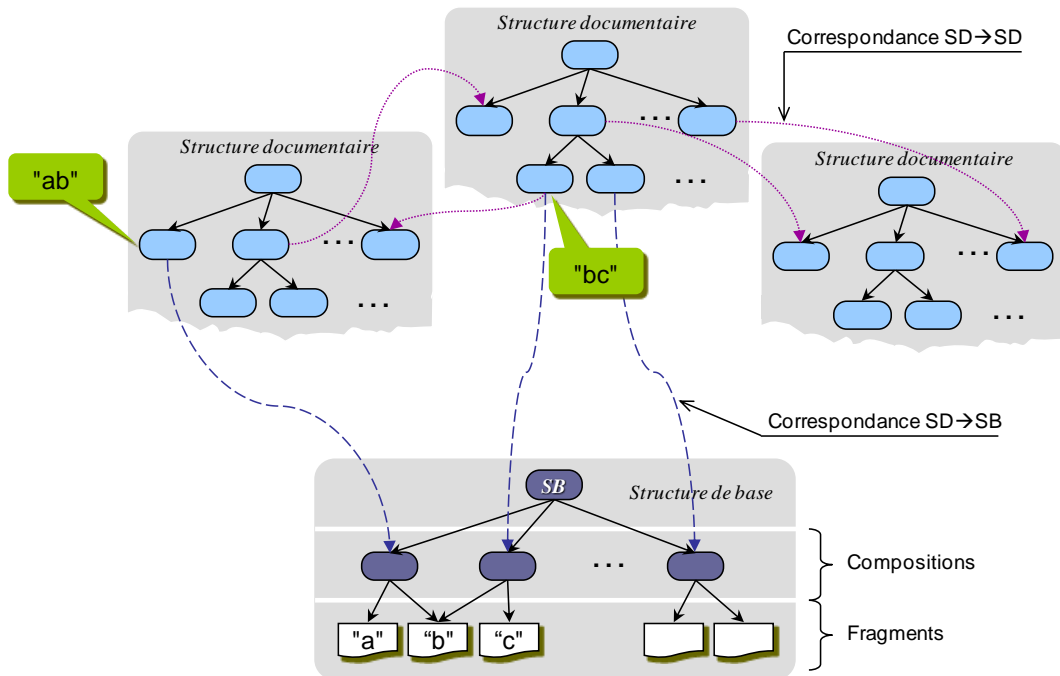 Structure documentaire
Correspondance SD→SD
Structure documentaire
Structure documentaire
"ab"
. . .
. . .
. . .
"bc"
. . .
. . .
. . .
. . .
Correspondance SD→SB
SB
Structure de base
. . .
Compositions
"a"
“b”
“c”
Fragments